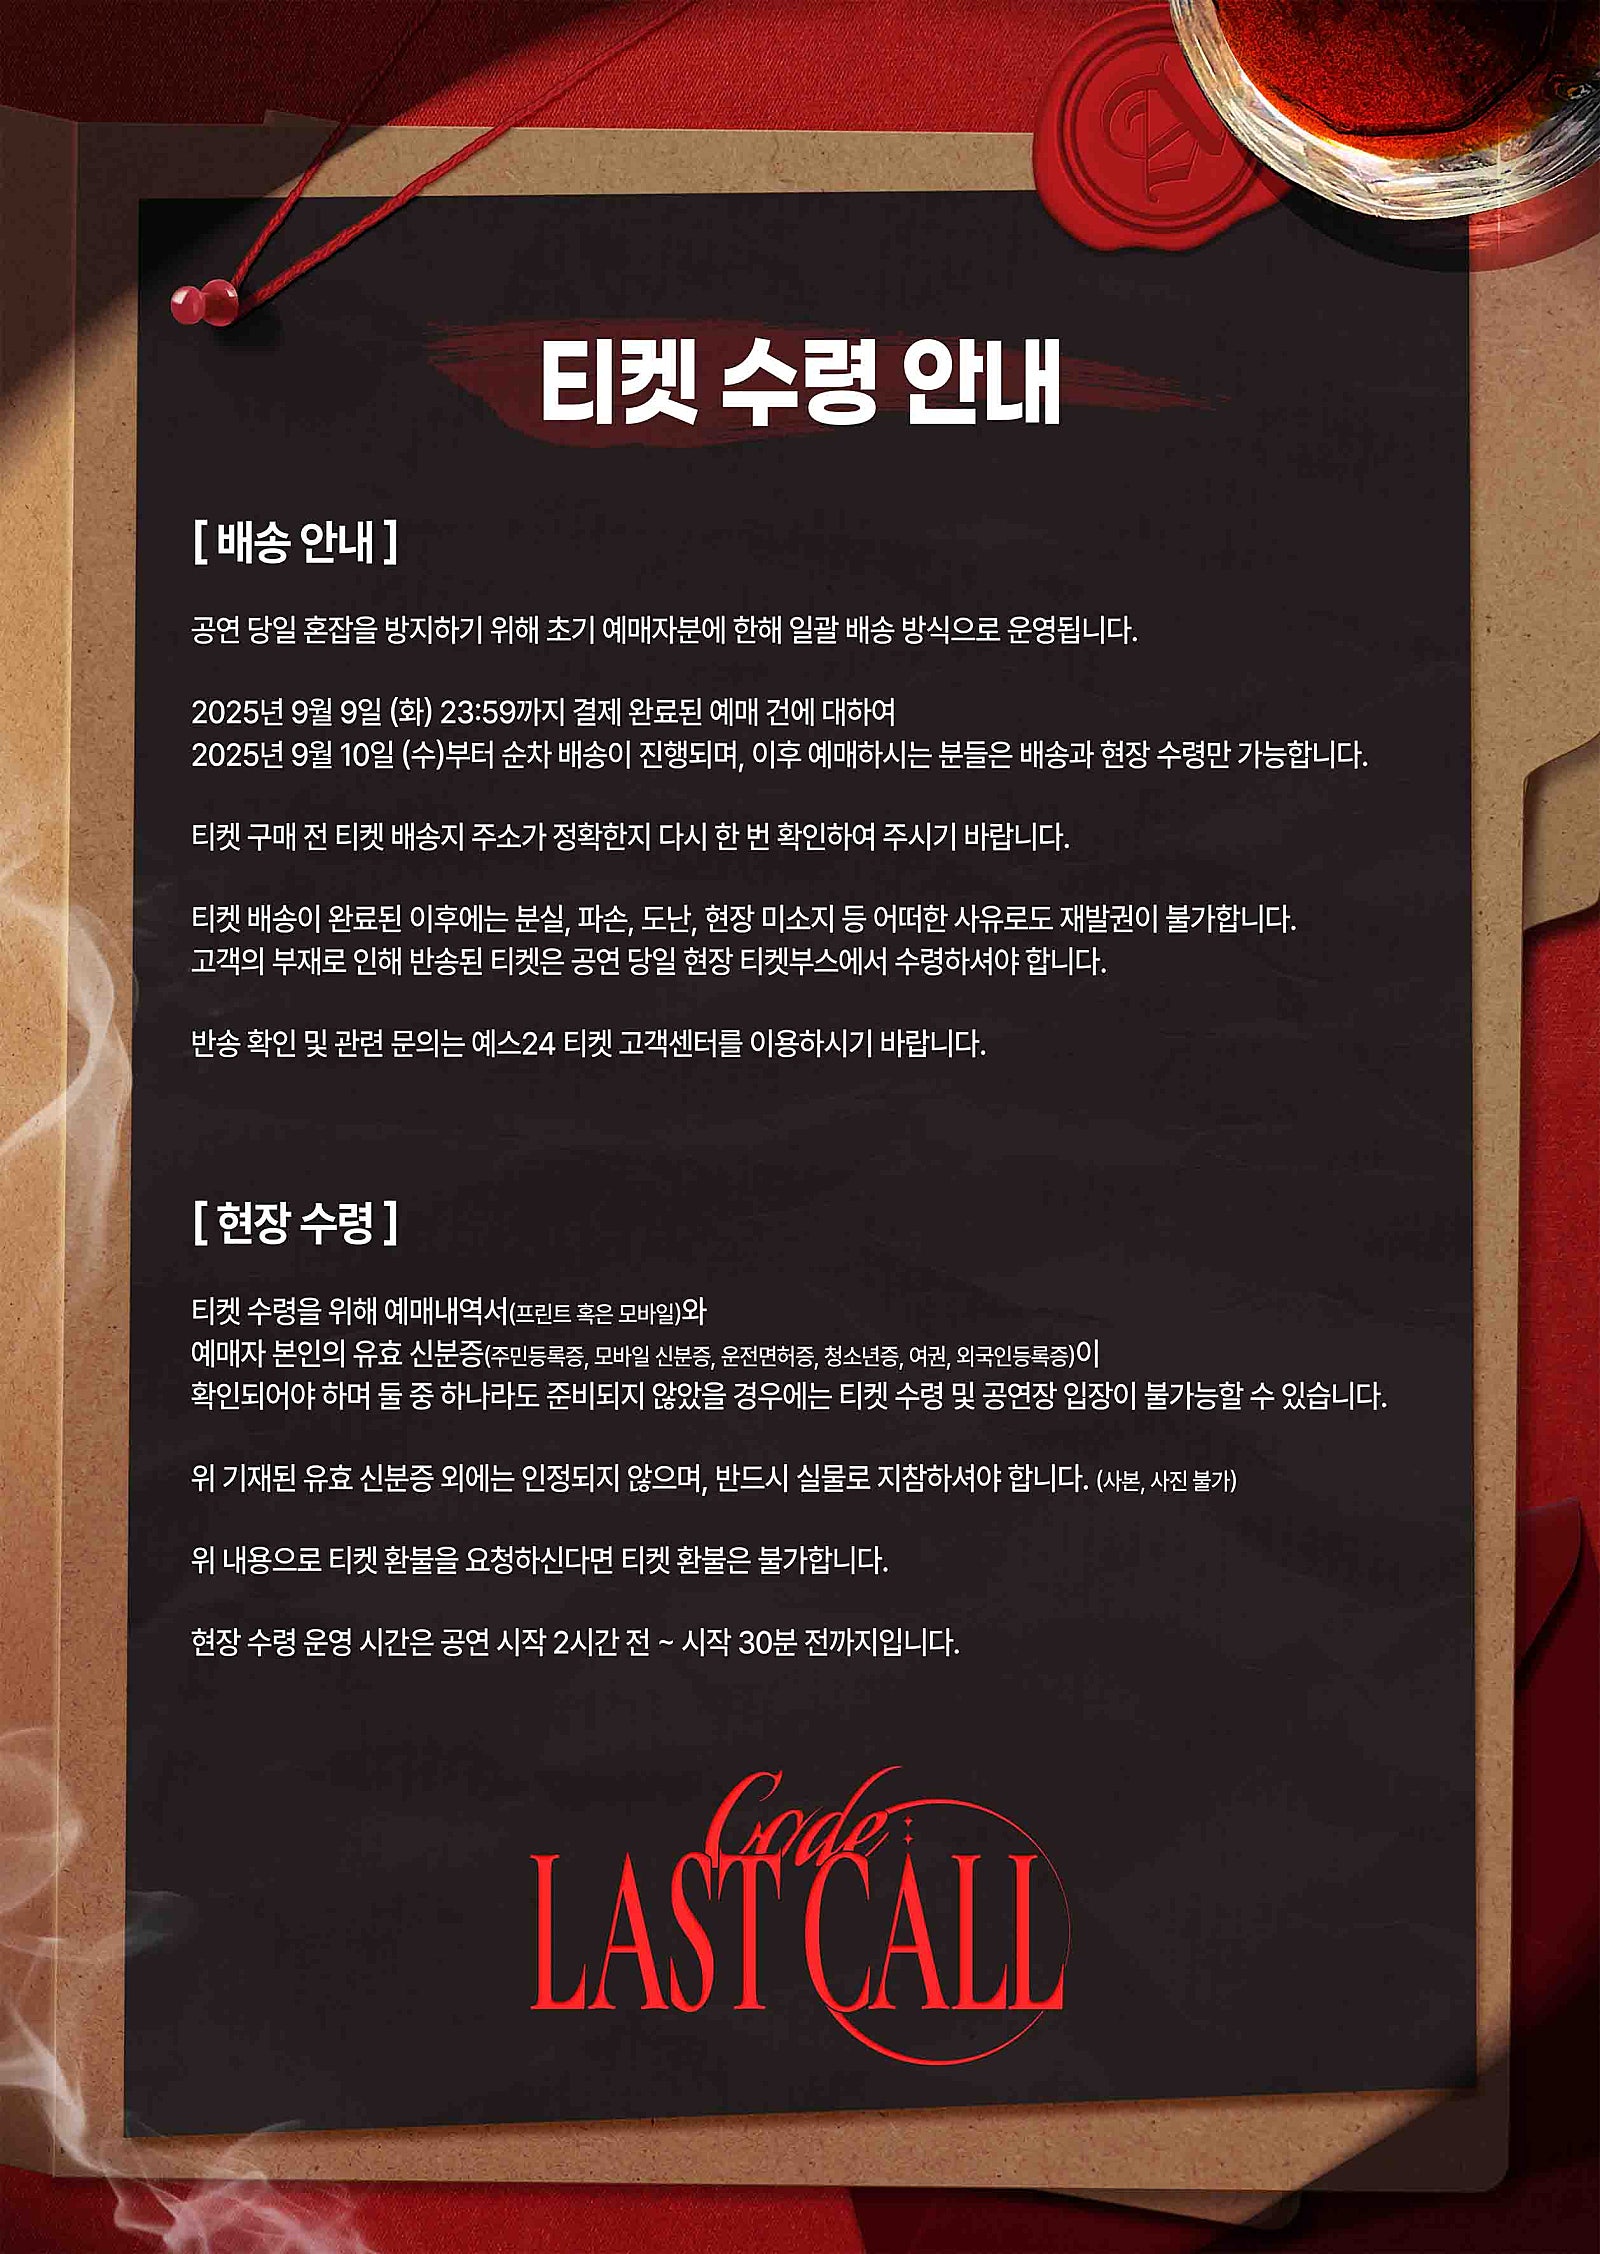 티켓 수령 안내
[ 배송 안내 ]
공연 당일 혼잡을 방지하기 위해 초기 예매자분에 한해 일괄 배송 방식으로 운영됩니다.
2025년 9월 9일 (화) 23:59까지 결제 완료된 예매 건에 대하여
2025년 9월 10일 (수)부터 순차 배송이 진행되며, 이후 예매하시는 분들은 배송과 현장 수령만 가능합니다.
티켓 구매 전 티켓 배송지 주소가 정확한지 다시 한 번 확인하여 주시기 바랍니다.
티켓 배송이 완료된 이후에는 분실, 파손, 도난, 현장 미소지 등 어떠한 사유로도 재발권이 불가합니다.
고객의 부재로 인해 반송된 티켓은 공연 당일 현장 티켓부스에서 수령하셔야 합니다.
반송 확인 및 관련 문의는 예스24 티켓 고객센터를 이용하시기 바랍니다.
[ 현장 수령 ]
티켓 수령을 위해 예매내역서(프린트 혹은 모바일)와
예매자 본인의 유효 신분증(주민등록증, 모바일 신분증, 운전면허증, 청소년증, 여권, 외국인등록증)이
확인되어야 하며 둘 중 하나라도 준비되지 않았을 경우에는 티켓 수령 및 공연장 입장이 불가능할 수 있습니다.
위 기재된 유효 신분증 외에는 인정되지 않으며, 반드시 실물로 지참하셔야 합니다. (사본, 사진 불가)
위 내용으로 티켓 환불을 요청하신다면 티켓 환불은 불가합니다.
현장 수령 운영 시간은 공연 시작 2시간 전 ~ 시작 30분 전까지입니다.
Code:
LAST CALL